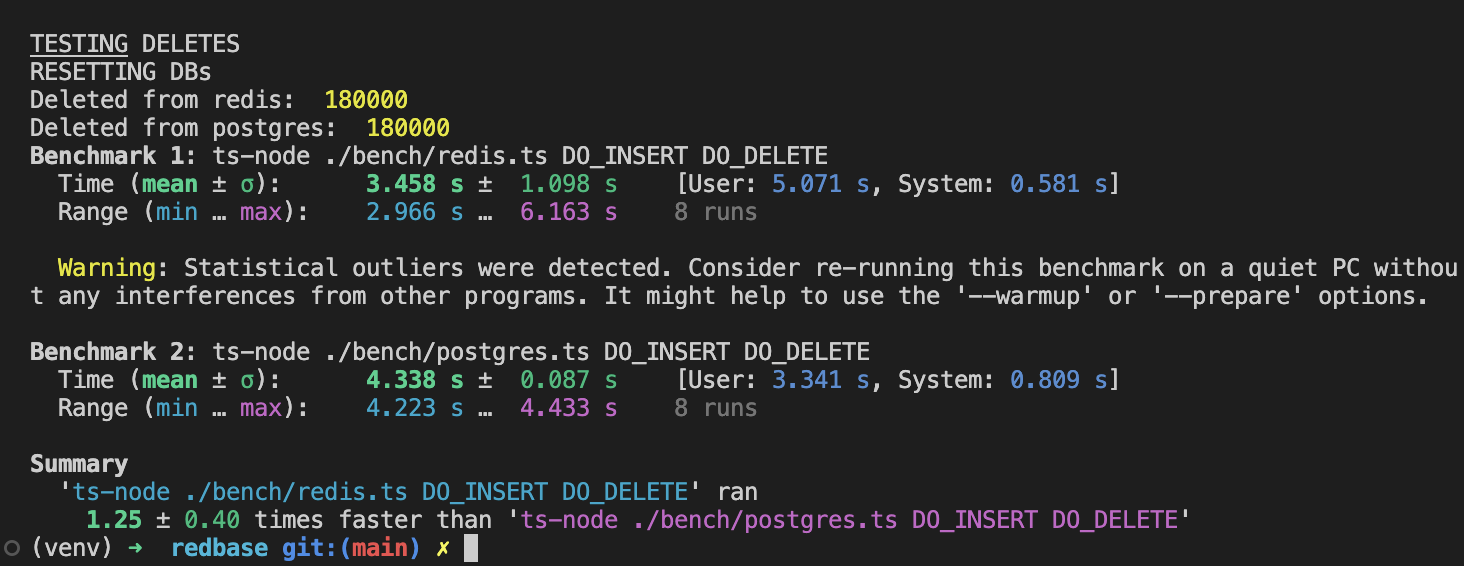 TESTING DELETES
RESETTING DBs
Deleted from redis:  180000
Deleted from postgres:  180000
Benchmark 1: ts-node ./bench/redis.ts DO_INSERT DO_DELETE
  Time (mean ± σ):      3.458 s ±  1.098 s    [User: 5.071 s, System: 0.581 s]
  Range (min … max):    2.966 s …  6.163 s    8 runs

  Warning: Statistical outliers were detected. Consider re-running this benchmark on a quiet PC withou
t any interferences from other programs. It might help to use the '--warmup' or '--prepare' options.

Benchmark 2: ts-node ./bench/postgres.ts DO_INSERT DO_DELETE
  Time (mean ± σ):      4.338 s ±  0.087 s    [User: 3.341 s, System: 0.809 s]
  Range (min … max):    4.223 s …  4.433 s    8 runs

Summary
  'ts-node ./bench/redis.ts DO_INSERT DO_DELETE' ran
    1.25 ± 0.40 times faster than 'ts-node ./bench/postgres.ts DO_INSERT DO_DELETE'
(venv) ➜  redbase git:(main) ✗